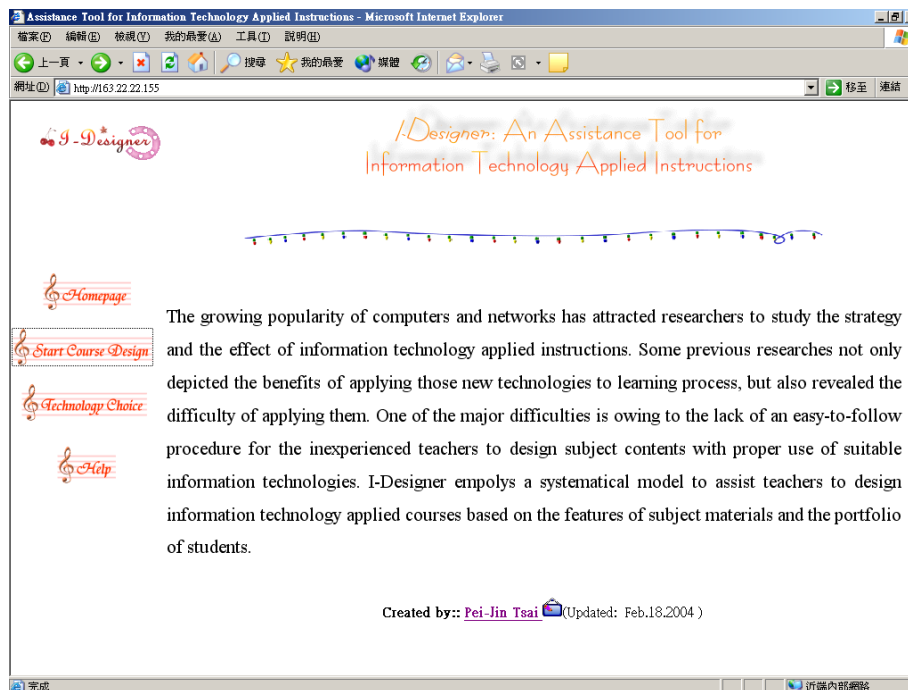 Assistance Tool for Information Technology Applied Instructions - Microsoft Internet Explorer
檔案(F) 編輯(E) 檢視(V) 我的最愛(A) 工具(T) 說明(H)
上一頁 搜尋 我的最愛 媒體
網址(D) http://163.22.22.155 移至 連結
I-Designer
I-Designer: An Assistance Tool for
Information Technology Applied Instructions
Homepage
Start Course Design
Technology Choice
Help
The growing popularity of computers and networks has attracted researchers to study the strategy
and the effect of information technology applied instructions. Some previous researches not only
depicted the benefits of applying those new technologies to learning process, but also revealed the
difficulty of applying them. One of the major difficulties is owing to the lack of an easy-to-follow
procedure for the inexperienced teachers to design subject contents with proper use of suitable
information technologies. I-Designer empolys a systematical model to assist teachers to design
information technology applied courses based on the features of subject materials and the portfolio
of students.
Created by:: Pei-Jin Tsai (Updated: Feb.18.2004 )
完成 近端內部網路